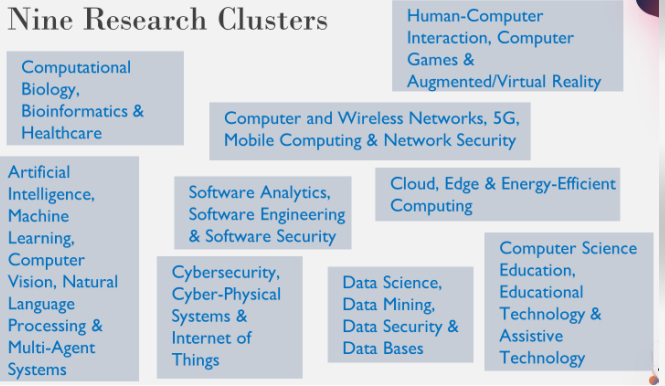 Nine Research Clusters
Human-Computer
Interaction, Computer
Games &
Augmented/Virtual Reality
Computational
Biology,
Bioinformatics &
Healthcare
Computer and Wireless Networks, 5G,
Mobile Computing & Network Security
Artificial
Intelligence,
Machine
Learning,
Computer
Vision, Natural
Language
Processing &
Multi-Agent
Systems
Software Analytics,
Software Engineering
& Software Security
Cloud, Edge & Energy-Efficient
Computing
Cybersecurity,
Cyber-Physical
Systems &
Internet of
Things
Data Science,
Data Mining,
Data Security &
Data Bases
Computer Science
Education,
Educational
Technology &
Assistive
Technology